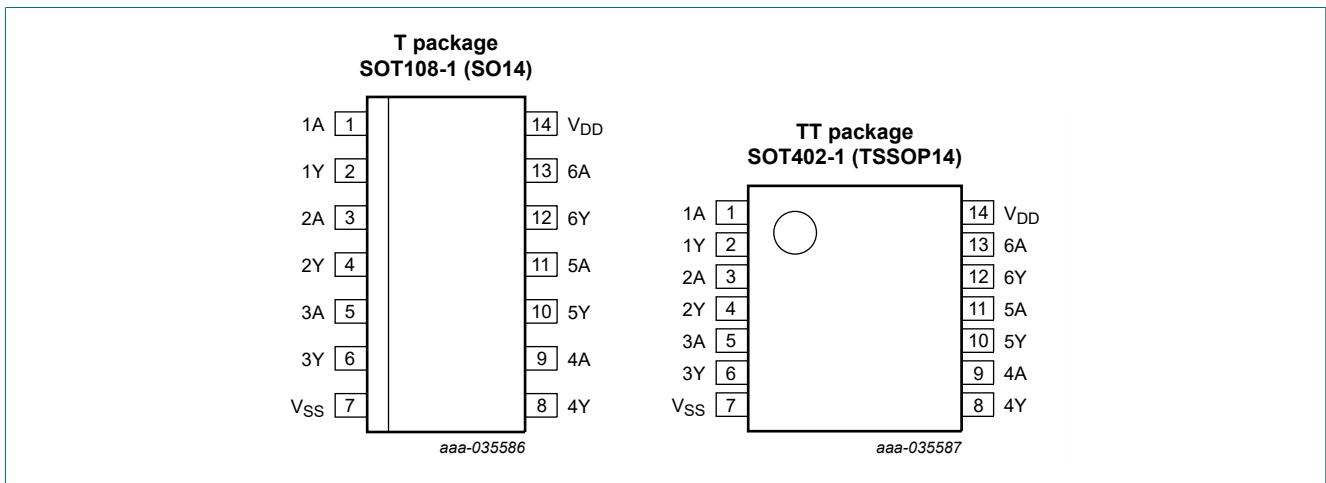 T package
SOT108-1 (SO14)
1A 1 14 VDD
1Y 2 13 6A
2A 3 12 6Y
2Y 4 11 5A
3A 5 10 5Y
3Y 6 9 4A
VSS 7 8 4Y
aaa-035586
TT package
SOT402-1 (TSSOP14)
1A 1 14 VDD
1Y 2 13 6A
2A 3 12 6Y
2Y 4 11 5A
3A 5 10 5Y
3Y 6 9 4A
VSS 7 8 4Y
aaa-035587